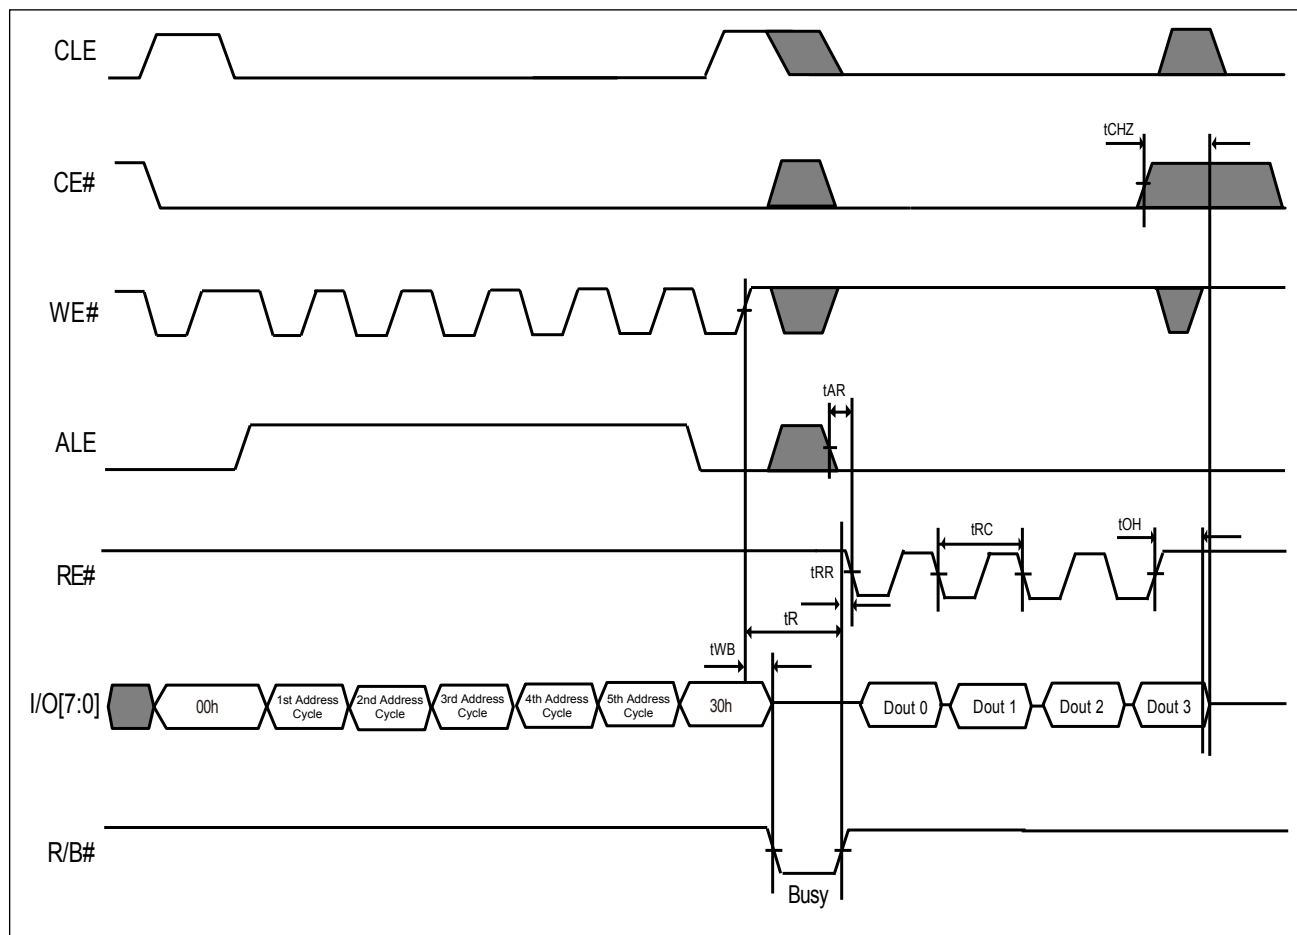 CLE
tCHZ
CE#
WE#
tAR
ALE
tRC
tOH
RE#
tRR
tR
tWB
I/O[7:0]
00h
1st Address
Cycle
2nd Address
Cycle
3rd Address
Cycle
4th Address
Cycle
5th Address
Cycle
30h
Dout 0
Dout 1
Dout 2
Dout 3
R/B#
Busy